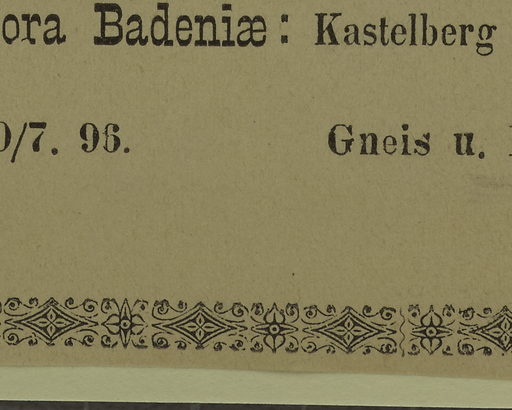 ora Badeniæ: Kastelberg
0/7. 96. Gneis u.